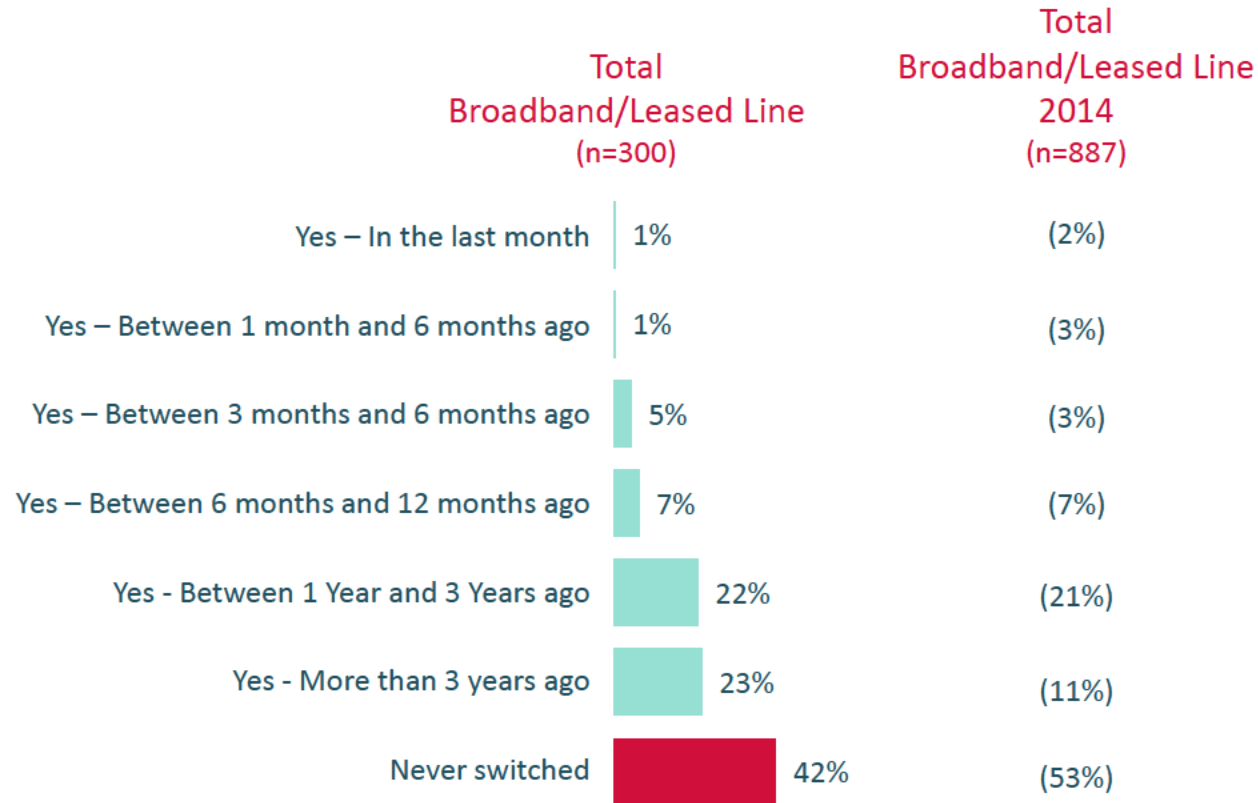 Total
Broadband/Leased Line
(n=300)
Total
Broadband/Leased Line
2014
(n=887)
Yes – In the last month 1% (2%)
Yes – Between 1 month and 6 months ago 1% (3%)
Yes – Between 3 months and 6 months ago 5% (3%)
Yes – Between 6 months and 12 months ago 7% (7%)
Yes - Between 1 Year and 3 Years ago 22% (21%)
Yes - More than 3 years ago 23% (11%)
Never switched 42% (53%)